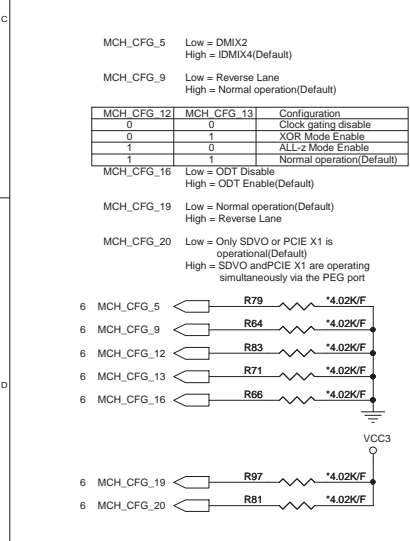 C
MCH_CFG_5 Low = DMIX2
High = IDMIX4(Default)
MCH_CFG_9 Low = Reverse Lane
High = Normal operation(Default)
MCH_CFG_12 MCH_CFG_13 Configuration
0 0 Clock gating disable
0 1 XOR Mode Enable
1 0 ALL-z Mode Enable
1 1 Normal operation(Default)
MCH_CFG_16 Low = ODT Disable
High = ODT Enable(Default)
MCH_CFG_19 Low = Normal operation(Default)
High = Reverse Lane
MCH_CFG_20 Low = Only SDVO or PCIE X1 is
operational(Default)
High = SDVO andPCIE X1 are operating
simultaneously via the PEG port
6 MCH_CFG_5 R79 *4.02K/F
6 MCH_CFG_9 R64 *4.02K/F
6 MCH_CFG_12 R83 *4.02K/F
6 MCH_CFG_13 R71 *4.02K/F
D
6 MCH_CFG_16 R66 *4.02K/F
VCC3
6 MCH_CFG_19 R97 *4.02K/F
6 MCH_CFG_20 R81 *4.02K/F